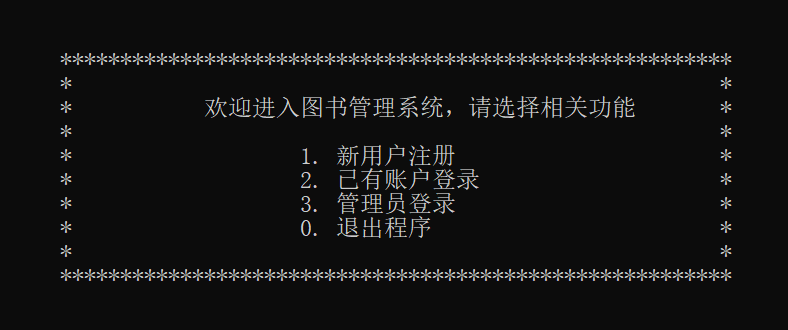 ********************************************************
*                                                      *
*           欢迎进入图书管理系统，请选择相关功能       *
*                                                      *
*                   1. 新用户注册                      *
*                   2. 已有账户登录                    *
*                   3. 管理员登录                      *
*                   0. 退出程序                        *
*                                                      *
********************************************************